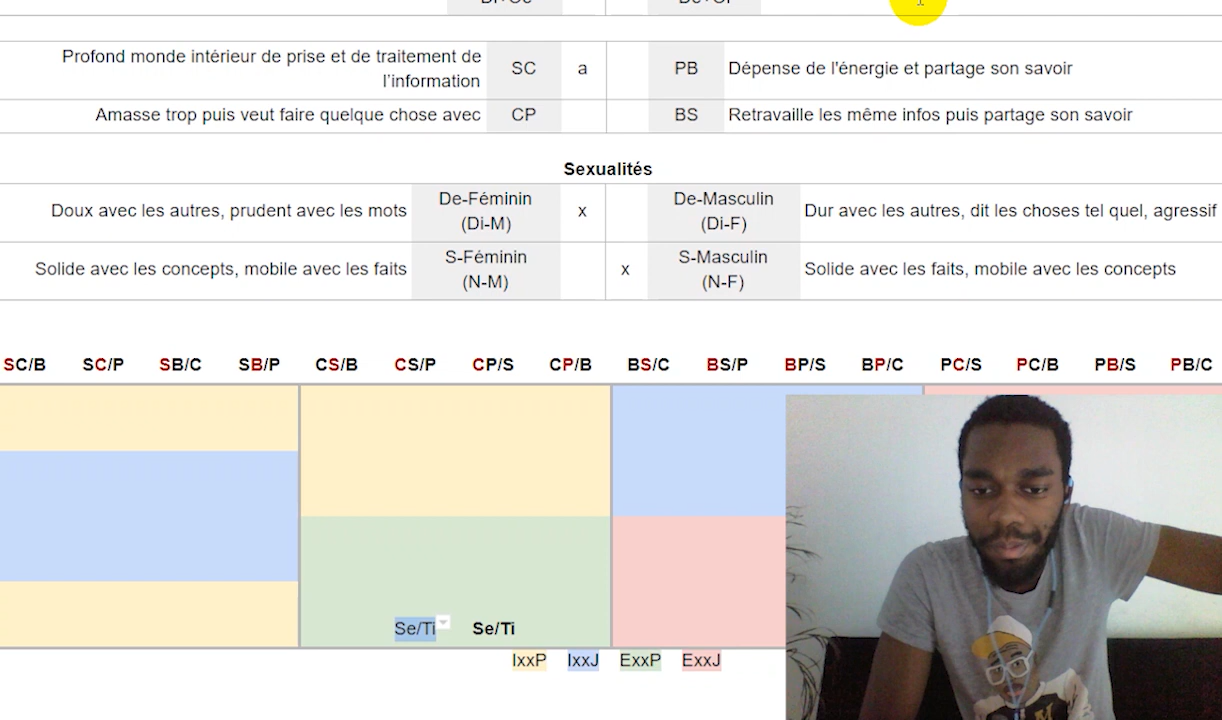 Profond monde intérieur de prise et de traitement de
l'information
SC
a
PB
Dépense de l'énergie et partage son savoir
Amasse trop puis veut faire quelque chose avec
CP
BS
Retravaille les même infos puis partage son savoir
Sexualités
Doux avec les autres, prudent avec les mots
De-Féminin
(Di-M)
x
De-Masculin
(Di-F)
Dur avec les autres, dit les choses tel quel, agressif
Solide avec les concepts, mobile avec les faits
S-Féminin
(N-M)
x
S-Masculin
(N-F)
Solide avec les faits, mobile avec les concepts
SC/B SC/P SB/C SB/P CS/B CS/P CP/S CP/B BS/C BS/P BP/S BP/C PC/S PC/B PB/S PB/C
Se/Ti Se/Ti
IxxP IxxJ ExxP ExxJ